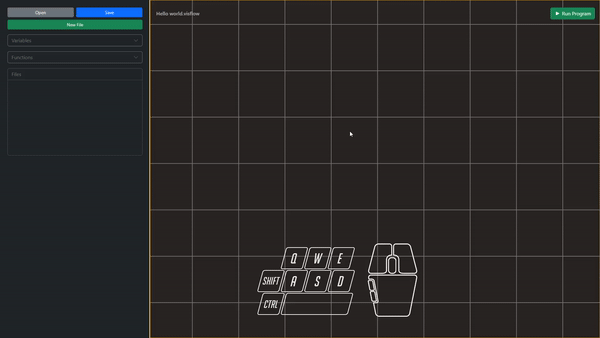 Open
Save
New File
Variables
Functions
Files
Hello world.visflow
Run Program
Q W E
SHIFT A S D
CTRL